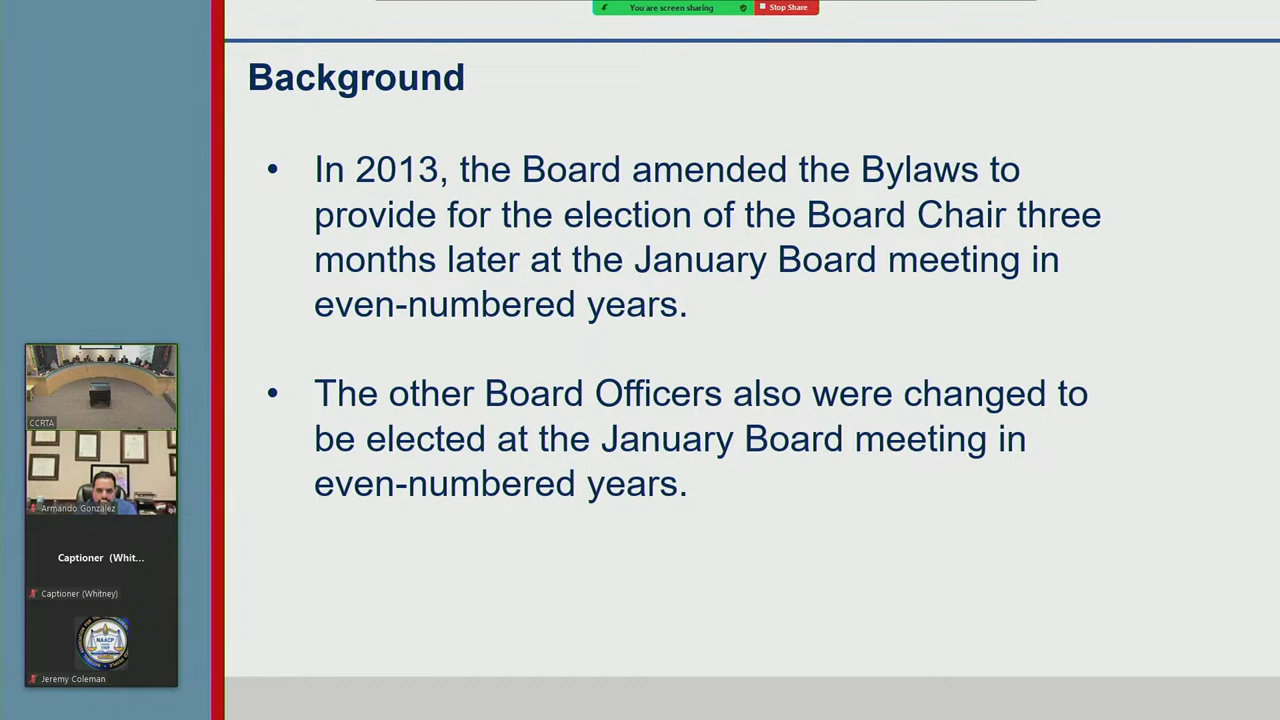 You are screen sharing
Stop Share
Background
• In 2013, the Board amended the Bylaws to
provide for the election of the Board Chair three
months later at the January Board meeting in
even-numbered years.
• The other Board Officers also were changed to
be elected at the January Board meeting in
even-numbered years.
CCRTA
Armando Gonzalez
Captioner (Whit...
Captioner (Whitney)
NAACP
Jeremy Coleman